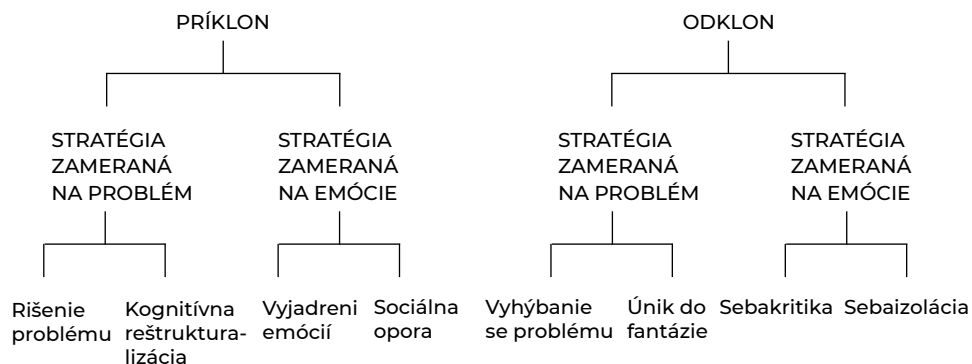 PRÍKLON
ODKLON
STRATÉGIA
ZAMERANÁ
NA PROBLÉM
STRATÉGIA
ZAMERANÁ
NA EMÓCIE
STRATÉGIA
ZAMERANÁ
NA PROBLÉM
STRATÉGIA
ZAMERANÁ
NA EMÓCIE
Rišenie
problému
Kognitívna
reštruktura-
lizácia
Vyjadreni
emócií
Sociálna
opora
Vyhýbanie
se problému
Únik do
fantázie
Sebakritika
Sebaizolácia